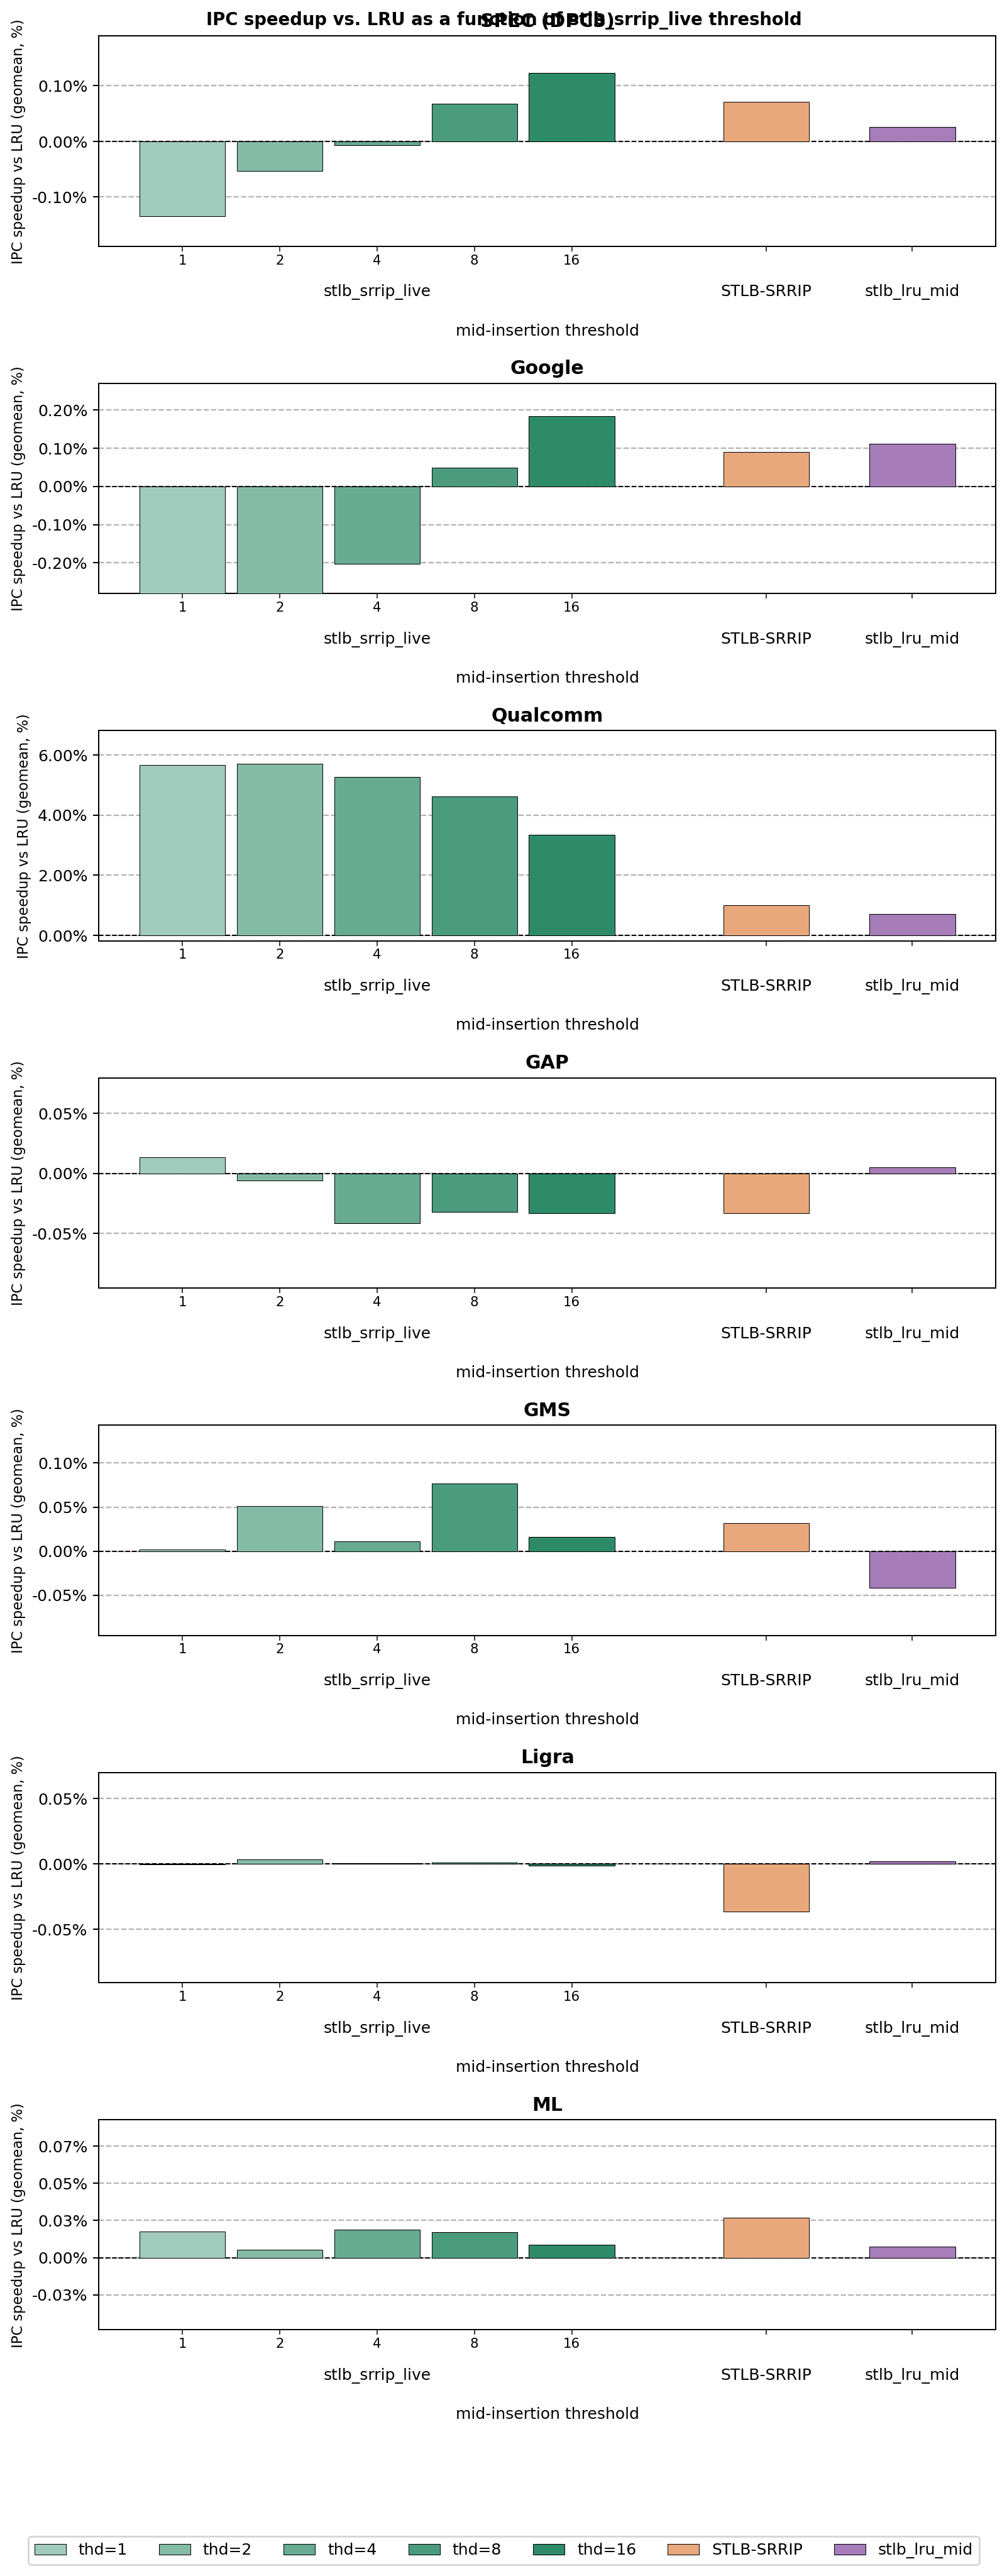 IPC speedup vs. LRU as a function of stlb_srrip_live threshold
SPEC (DPC3)
IPC speedup vs LRU (geomean, %)
0.10%
0.00%
-0.10%
1 2 4 8 16
stlb_srrip_live STLB-SRRIP stlb_lru_mid
mid-insertion threshold
Google
IPC speedup vs LRU (geomean, %)
0.20%
0.10%
0.00%
-0.10%
-0.20%
1 2 4 8 16
stlb_srrip_live STLB-SRRIP stlb_lru_mid
mid-insertion threshold
Qualcomm
IPC speedup vs LRU (geomean, %)
6.00%
4.00%
2.00%
0.00%
1 2 4 8 16
stlb_srrip_live STLB-SRRIP stlb_lru_mid
mid-insertion threshold
GAP
IPC speedup vs LRU (geomean, %)
0.05%
0.00%
-0.05%
1 2 4 8 16
stlb_srrip_live STLB-SRRIP stlb_lru_mid
mid-insertion threshold
GMS
IPC speedup vs LRU (geomean, %)
0.10%
0.05%
0.00%
-0.05%
1 2 4 8 16
stlb_srrip_live STLB-SRRIP stlb_lru_mid
mid-insertion threshold
Ligra
IPC speedup vs LRU (geomean, %)
0.05%
0.00%
-0.05%
1 2 4 8 16
stlb_srrip_live STLB-SRRIP stlb_lru_mid
mid-insertion threshold
ML
IPC speedup vs LRU (geomean, %)
0.07%
0.05%
0.03%
0.00%
-0.03%
1 2 4 8 16
stlb_srrip_live STLB-SRRIP stlb_lru_mid
mid-insertion threshold
thd=1 thd=2 thd=4 thd=8 thd=16 STLB-SRRIP stlb_lru_mid